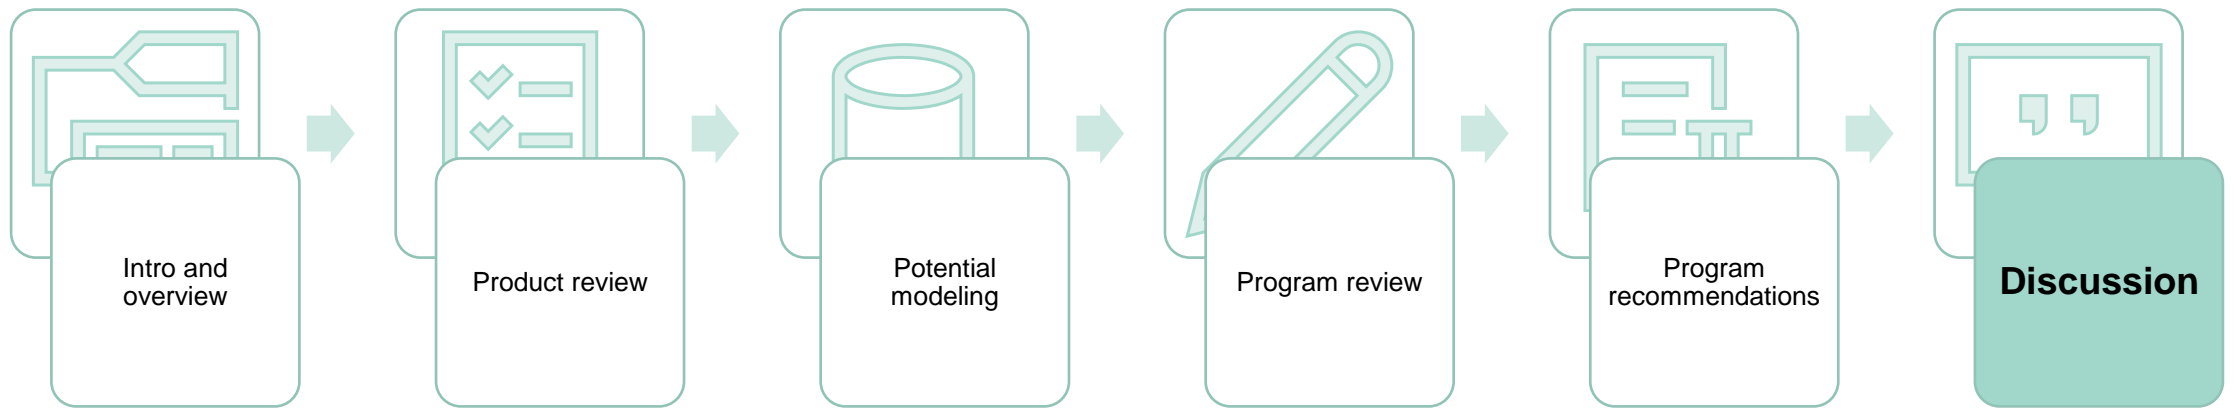 Intro and
overview
Product review
Potential
modeling
Program review
Program
recommendations
Discussion